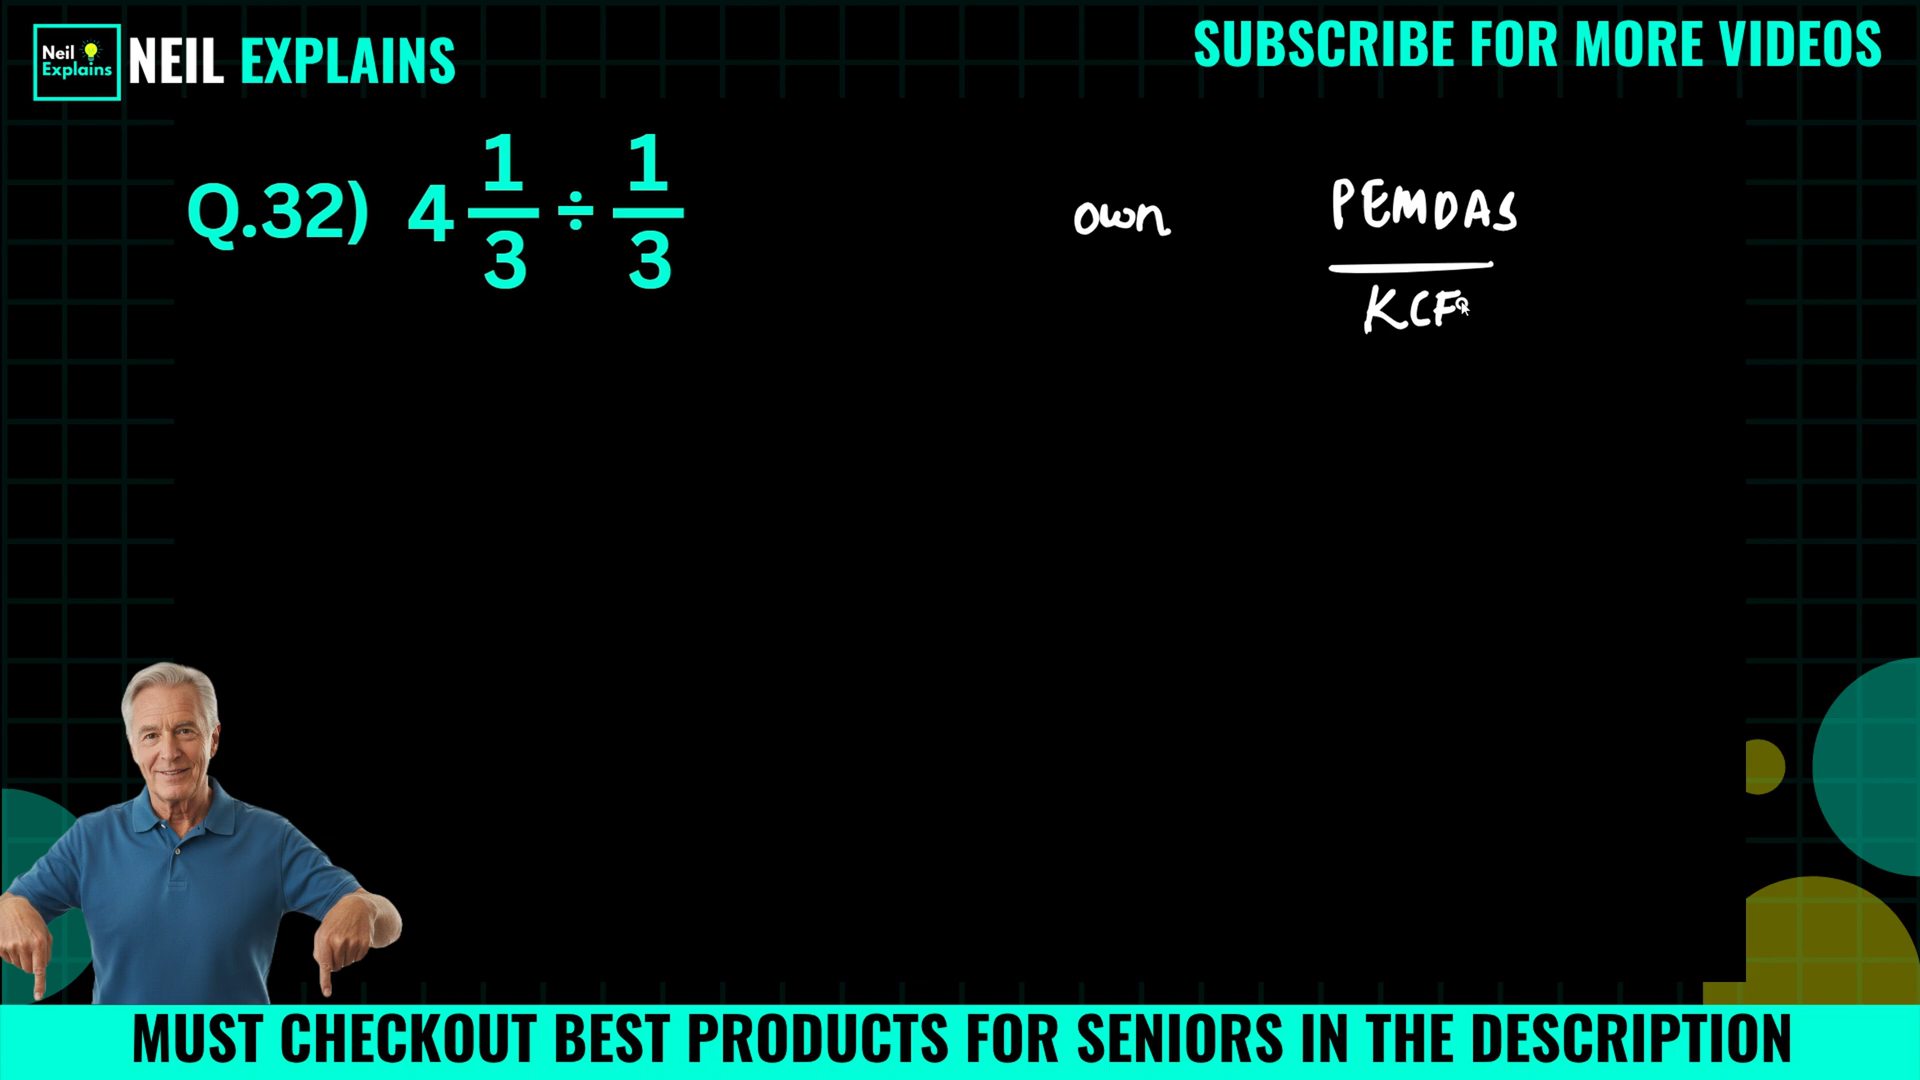 Neil
Explains
NEIL EXPLAINS
SUBSCRIBE FOR MORE VIDEOS
Q.32) 4 1/3 ÷ 1/3
own
PEMDAS
KCF
MUST CHECKOUT BEST PRODUCTS FOR SENIORS IN THE DESCRIPTION